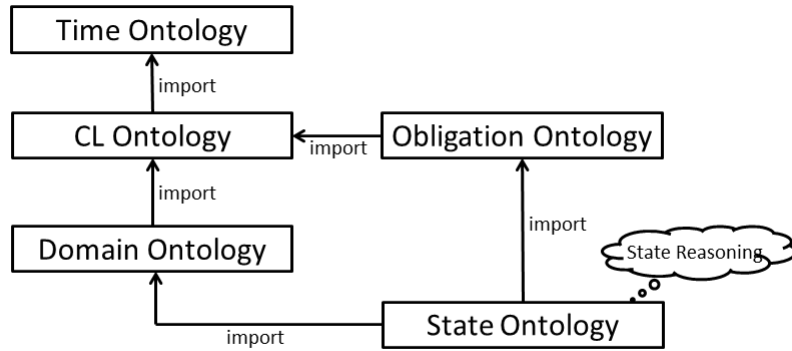 Time Ontology
import
CL Ontology
import
Obligation Ontology
import
Domain Ontology
import
State Reasoning
import
State Ontology